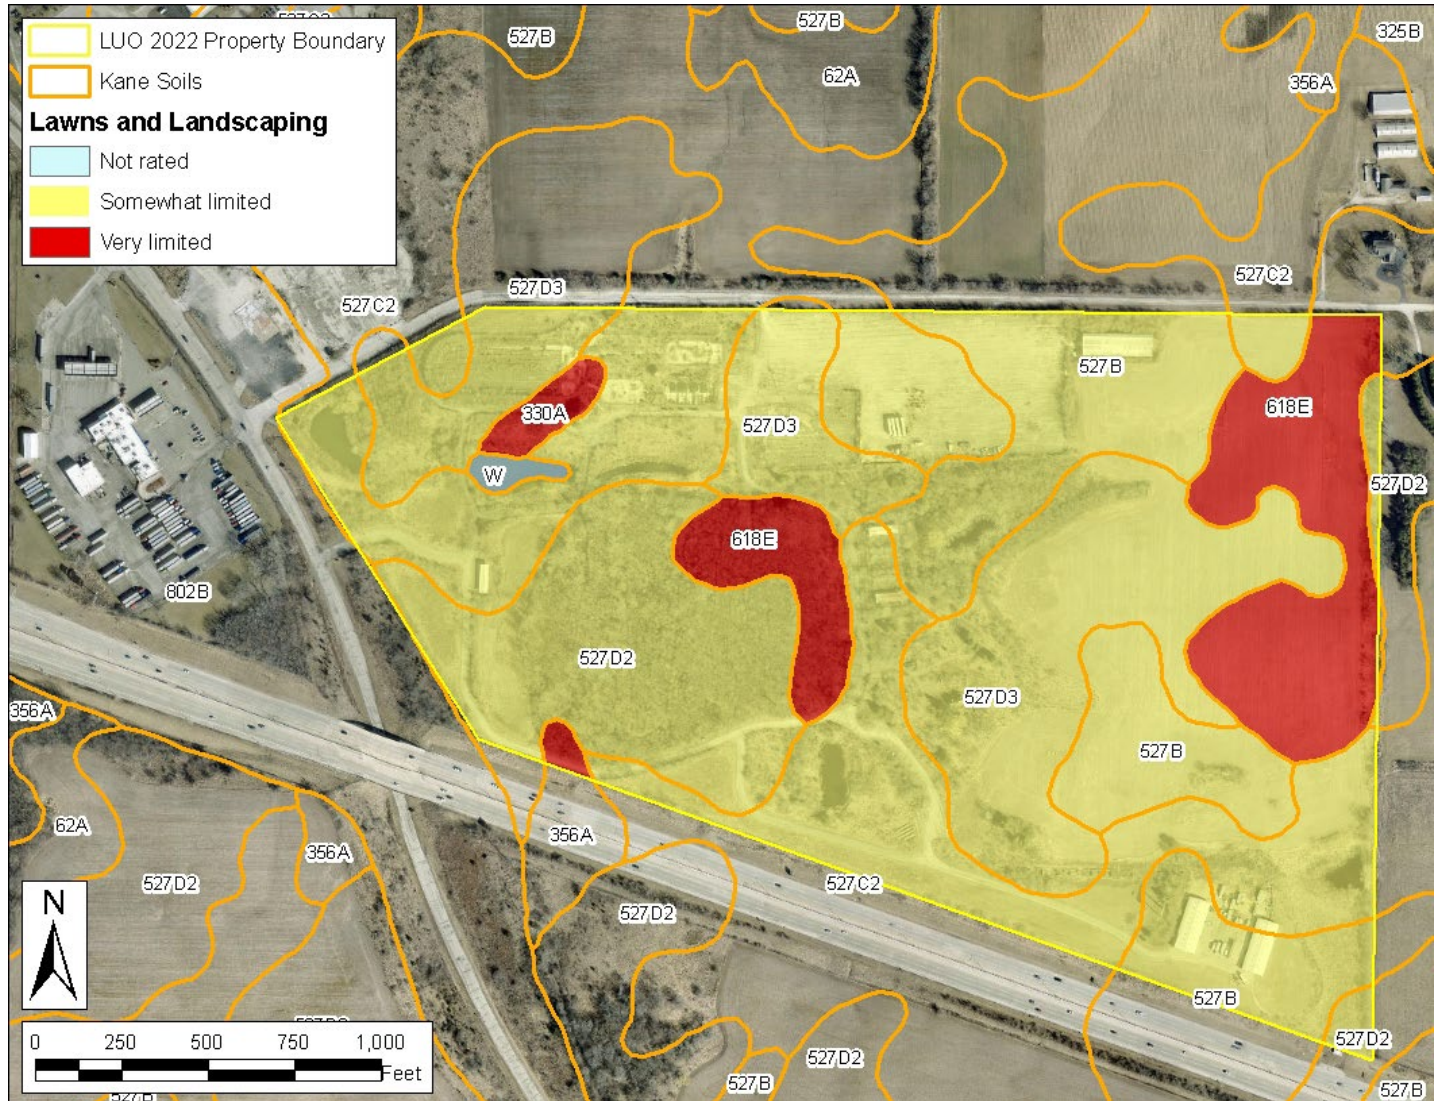 LUO 2022 Property Boundary
Kane Soils
Lawns and Landscaping
Not rated
Somewhat limited
Very limited
527B
527B
62A
325B
356A
527D3
527C2
527C2
527B
618E
330A
527D3
W
527D2
618E
802B
527D2
527D3
356A
527B
62A
356A
356A
527D2
527C2
527D2
527B
527D2
527D2
527B
527B
N
0 250 500 750 1,000
Feet